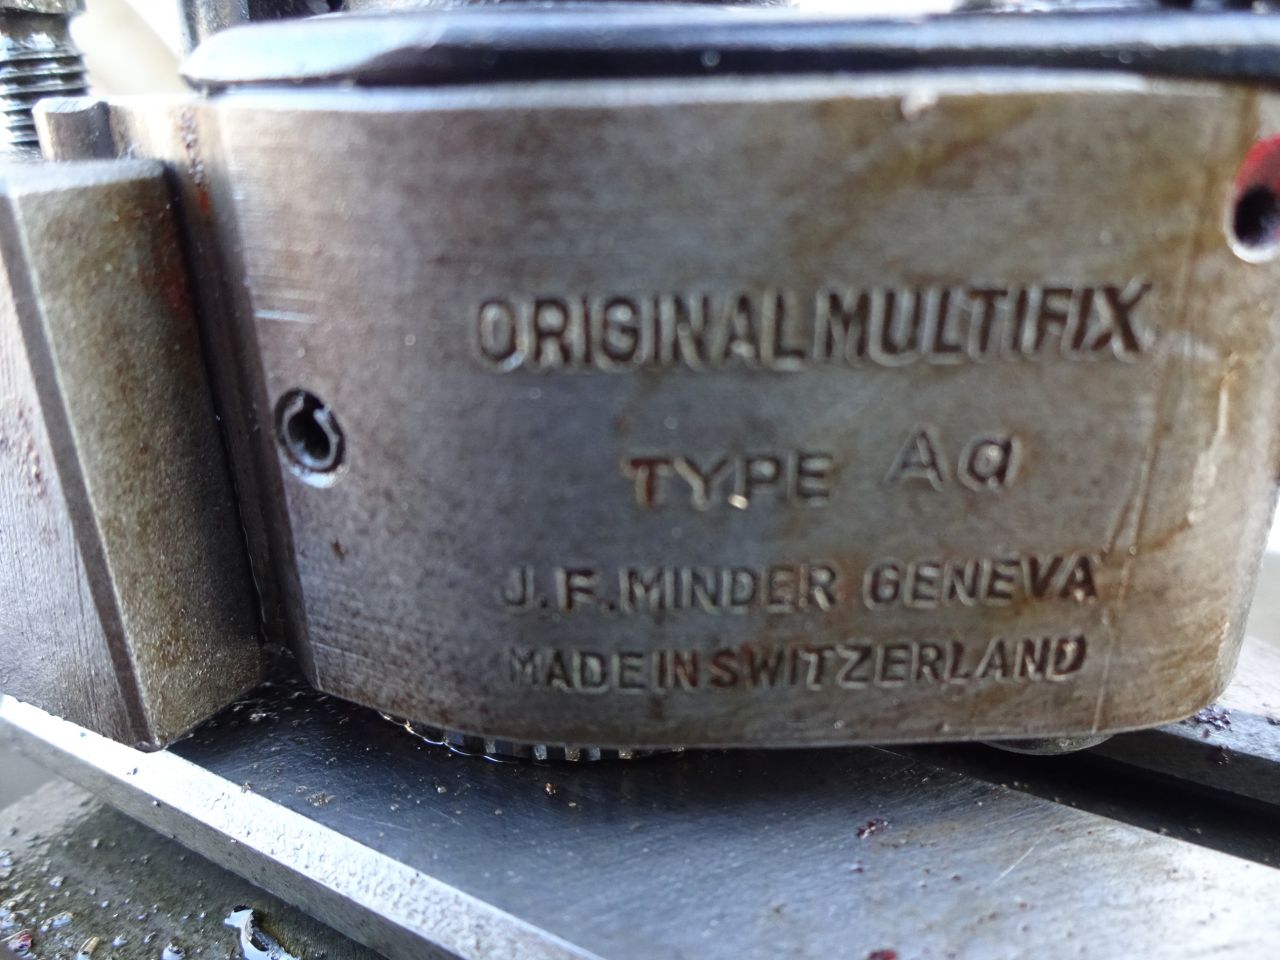 ORIGINAL MULTIFIX
TYPE Aa
J.F. MINDER GENEVA
MADE IN SWITZERLAND